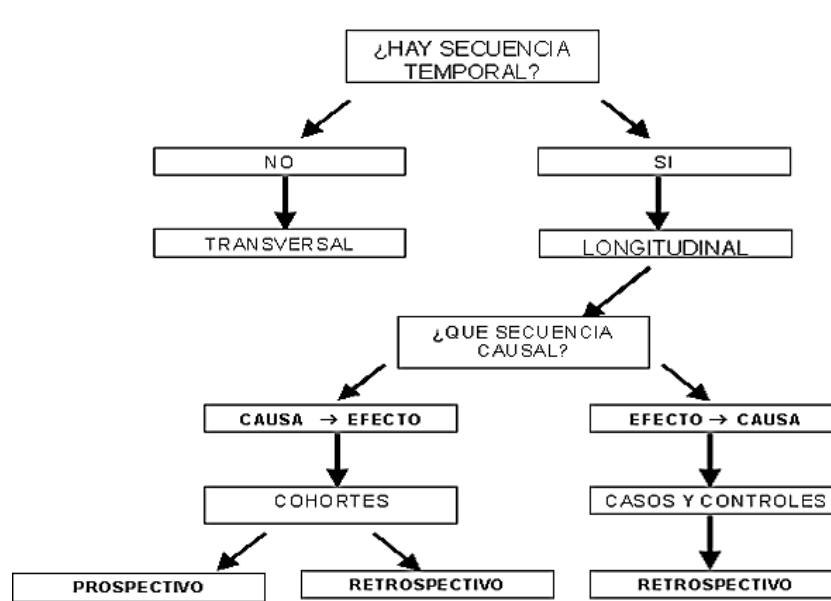 ¿HAY SECUENCIA
TEMPORAL?
NO
SI
TRANSVERSAL
LONGITUDINAL
¿QUE SECUENCIA
CAUSAL?
CAUSA → EFECTO
EFECTO → CAUSA
COHORTES
CASOS Y CONTROLES
PROSPECTIVO
RETROSPECTIVO
RETROSPECTIVO